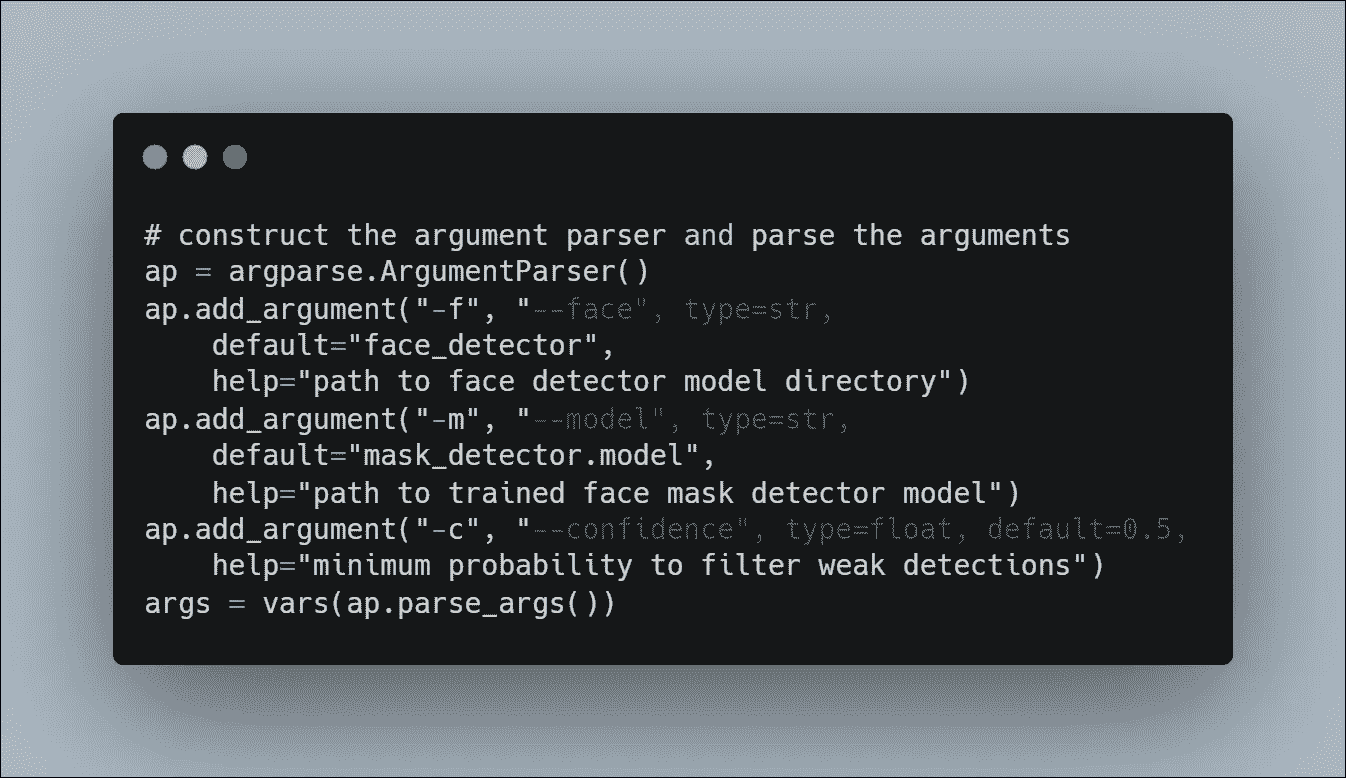 # construct the argument parser and parse the arguments
ap = argparse.ArgumentParser()
ap.add_argument("-f", "--face", type=str,
    default="face_detector",
    help="path to face detector model directory")
ap.add_argument("-m", "--model", type=str,
    default="mask_detector.model",
    help="path to trained face mask detector model")
ap.add_argument("-c", "--confidence", type=float, default=0.5,
    help="minimum probability to filter weak detections")
args = vars(ap.parse_args())